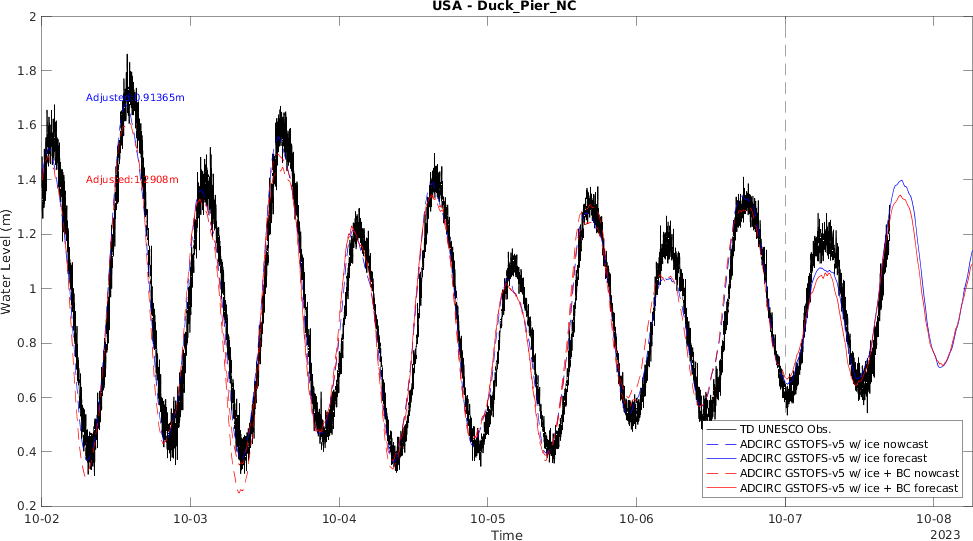 USA - Duck_Pier_NC
2
1.8
1.6
1.4
1.2
1
0.8
0.6
0.4
0.2
Water Level (m)
Adjusted:0.91365m
Adjusted:1.2908m
TD UNESCO Obs.
ADCIRC GSTOFS-v5 w/ ice nowcast
ADCIRC GSTOFS-v5 w/ ice forecast
ADCIRC GSTOFS-v5 w/ ice + BC nowcast
ADCIRC GSTOFS-v5 w/ ice + BC forecast
10-02 10-03 10-04 10-05 10-06 10-07 10-08
Time
2023